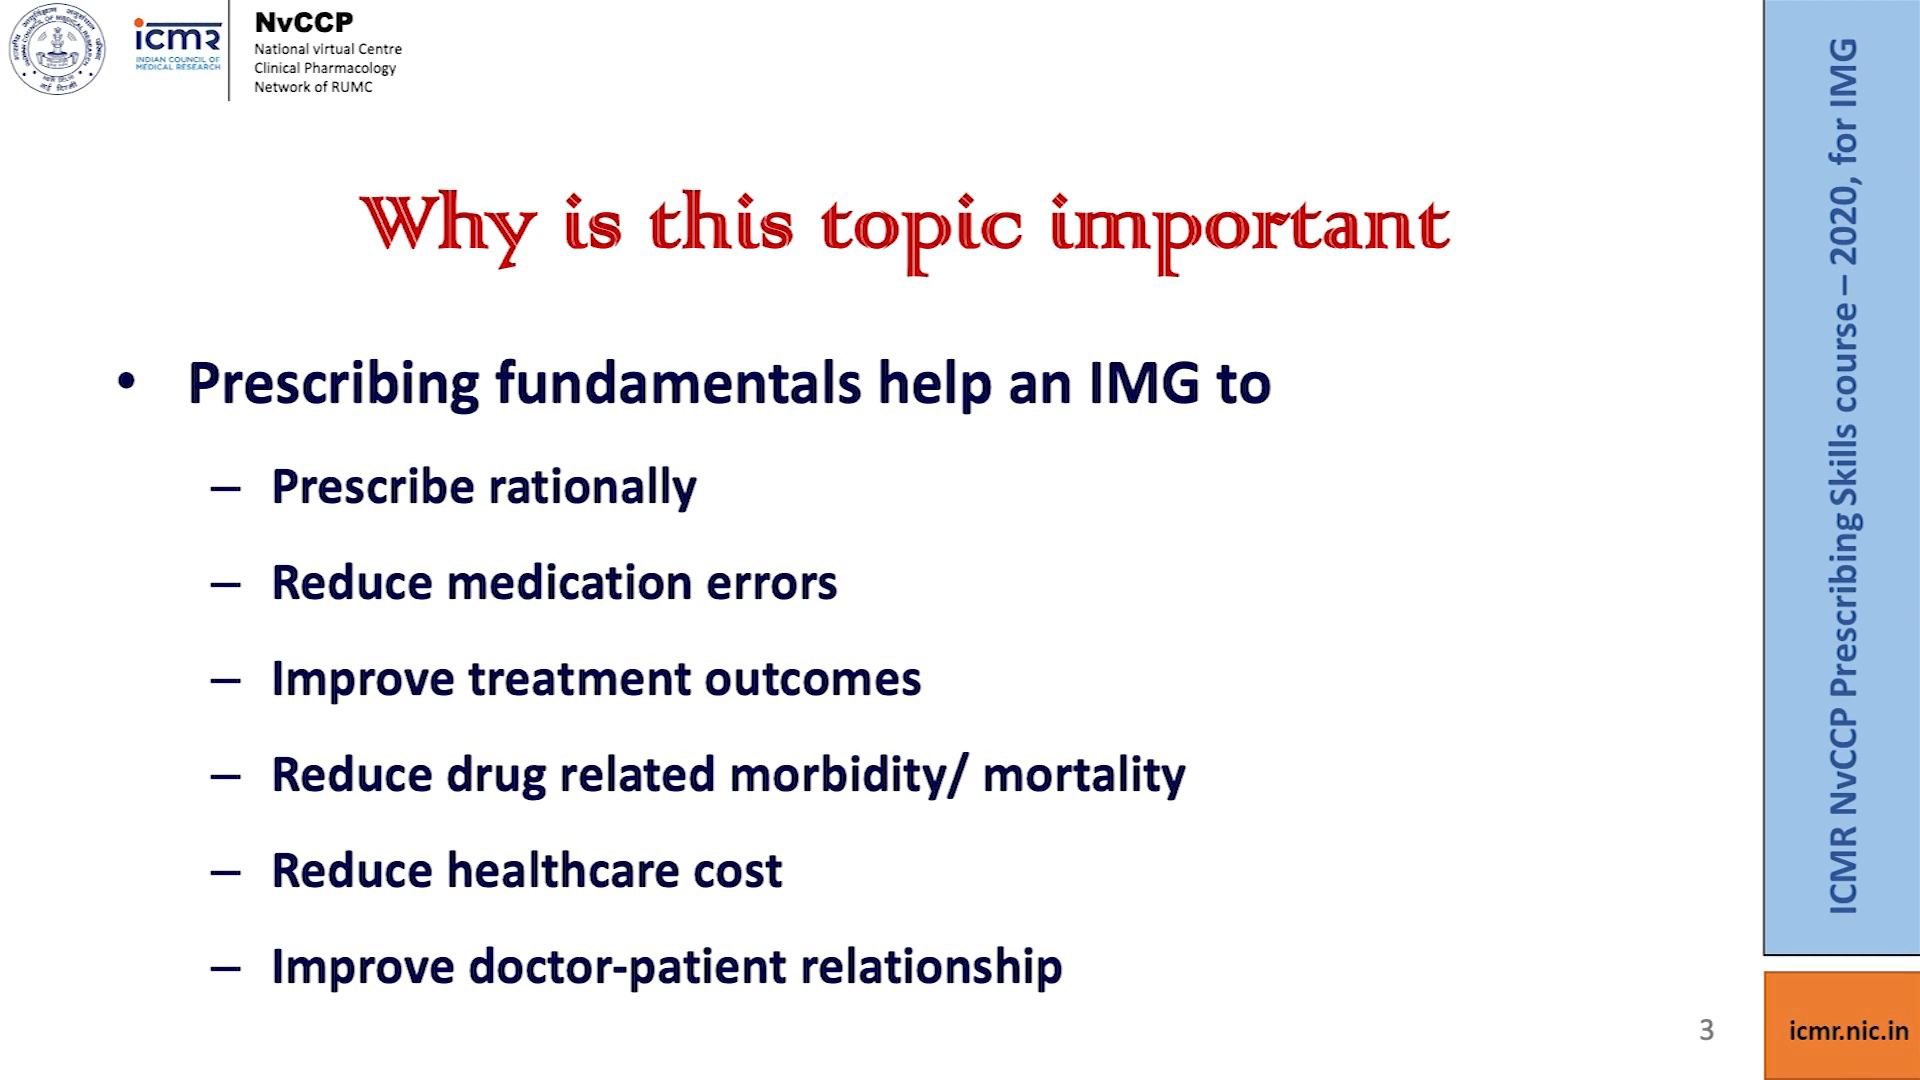 icmr
INDIAN COUNCIL OF
MEDICAL RESEARCH
NvCCP
National virtual Centre
Clinical Pharmacology
Network of RUMC
Why is this topic important
• Prescribing fundamentals help an IMG to
– Prescribe rationally
– Reduce medication errors
– Improve treatment outcomes
– Reduce drug related morbidity/ mortality
– Reduce healthcare cost
– Improve doctor-patient relationship
3
ICMR NvCCP Prescribing Skills course – 2020, for IMG
icmr.nic.in